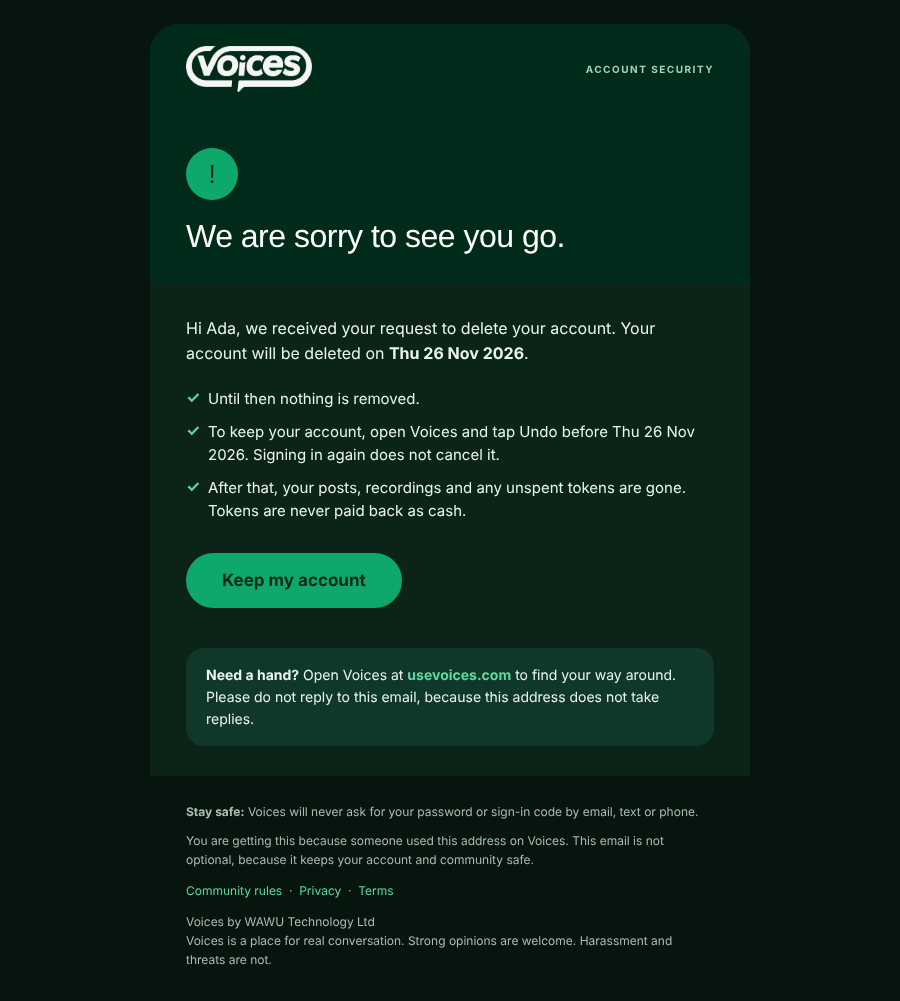 Voices
ACCOUNT SECURITY
!
We are sorry to see you go.
Hi Ada, we received your request to delete your account. Your
account will be deleted on Thu 26 Nov 2026.
Until then nothing is removed.
To keep your account, open Voices and tap Undo before Thu 26 Nov
2026. Signing in again does not cancel it.
After that, your posts, recordings and any unspent tokens are gone.
Tokens are never paid back as cash.
Keep my account
Need a hand? Open Voices at usevoices.com to find your way around.
Please do not reply to this email, because this address does not take
replies.
Stay safe: Voices will never ask for your password or sign-in code by email, text or phone.
You are getting this because someone used this address on Voices. This email is not
optional, because it keeps your account and community safe.
Community rules · Privacy · Terms
Voices by WAWU Technology Ltd
Voices is a place for real conversation. Strong opinions are welcome. Harassment and
threats are not.